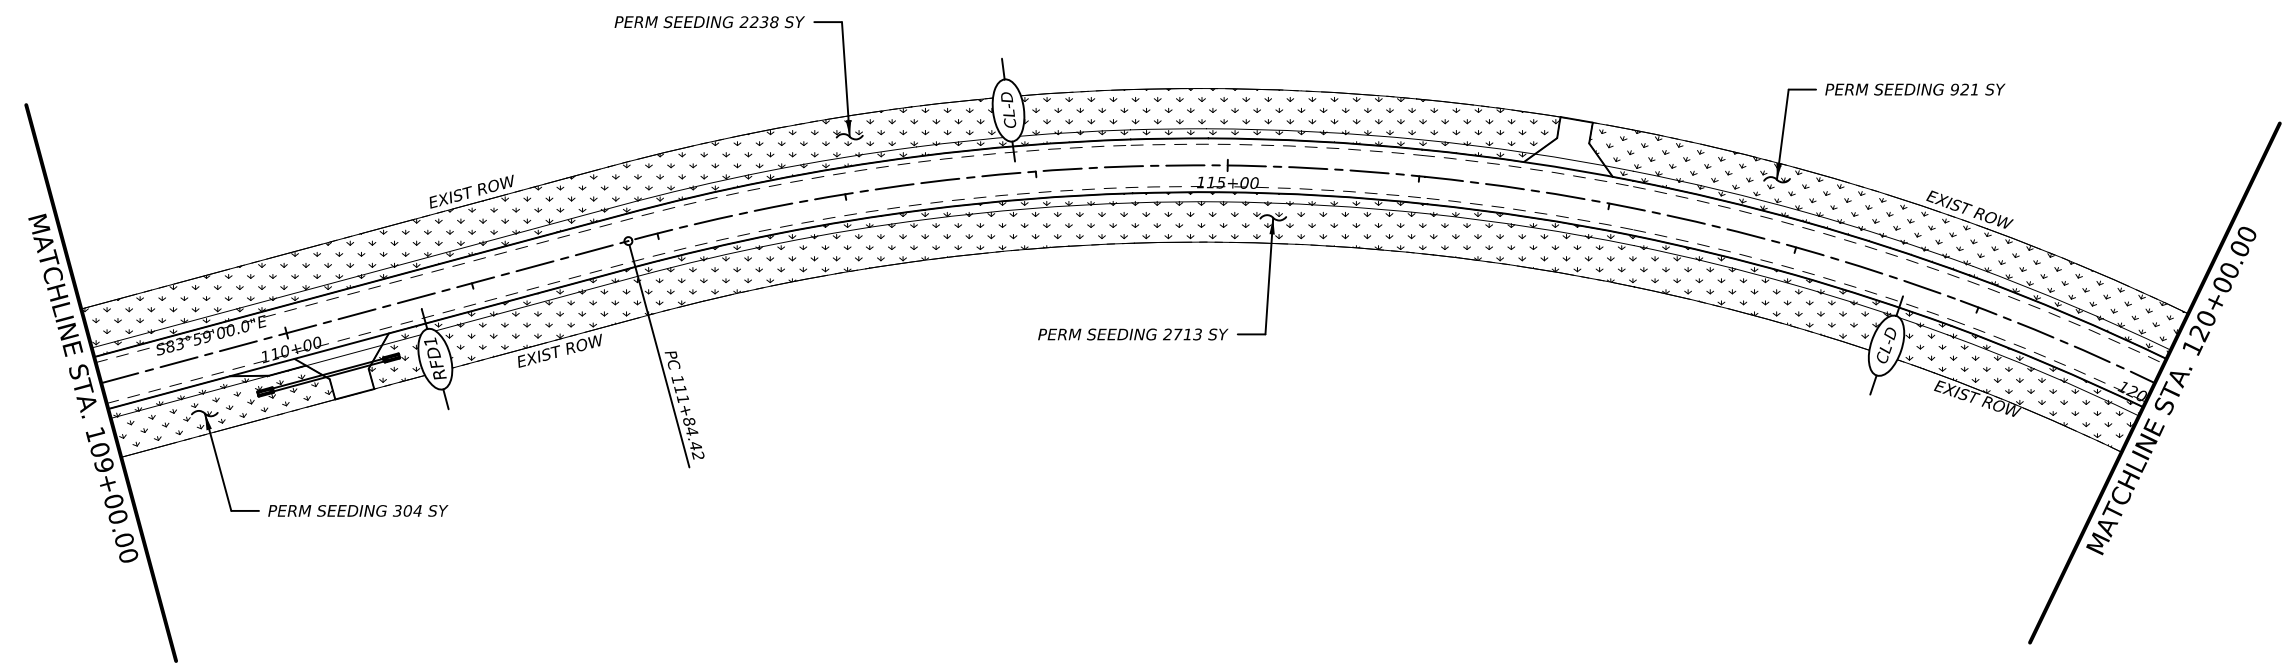 PERM SEEDING 2238 SY
CL-D
PERM SEEDING 921 SY
EXIST ROW
EXIST ROW
115+00
MATCHLINE STA. 109+00.00
S83°59'00.0"E
110+00
RFD1
EXIST ROW
PC 111+84.42
PERM SEEDING 2713 SY
CL-D
EXIST ROW
120
MATCHLINE STA. 120+00.00
PERM SEEDING 304 SY